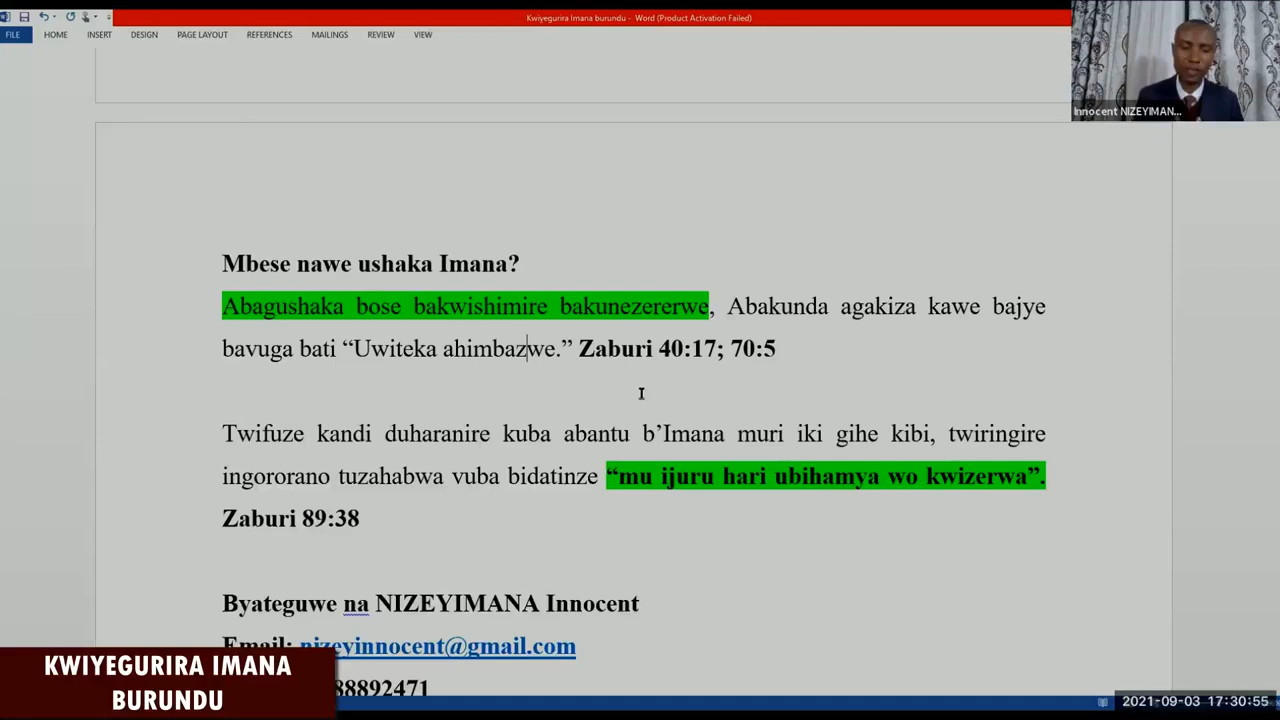 Kwiyegurira Imana burundu - Word (Product Activation Failed)
FILE HOME INSERT DESIGN PAGE LAYOUT REFERENCES MAILINGS REVIEW VIEW
Innocent NIZEYIMAN...
Mbese nawe ushaka Imana?
Abagushaka bose bakwishimire bakunezererwe, Abakunda agakiza kawe bajye
bavuga bati “Uwiteka ahimbazwe.” Zaburi 40:17; 70:5
Twifuze kandi duharanire kuba abantu b’Imana muri iki gihe kibi, twiringire
ingororano tuzahabwa vuba bidatinze “mu ijuru hari ubihamya wo kwizerwa”.
Zaburi 89:38
Byateguwe na NIZEYIMANA Innocent
Email: nizeyinnocent@gmail.com
88892471
KWIYEGURIRA IMANA
BURUNDU
2021-09-03 17:30:55